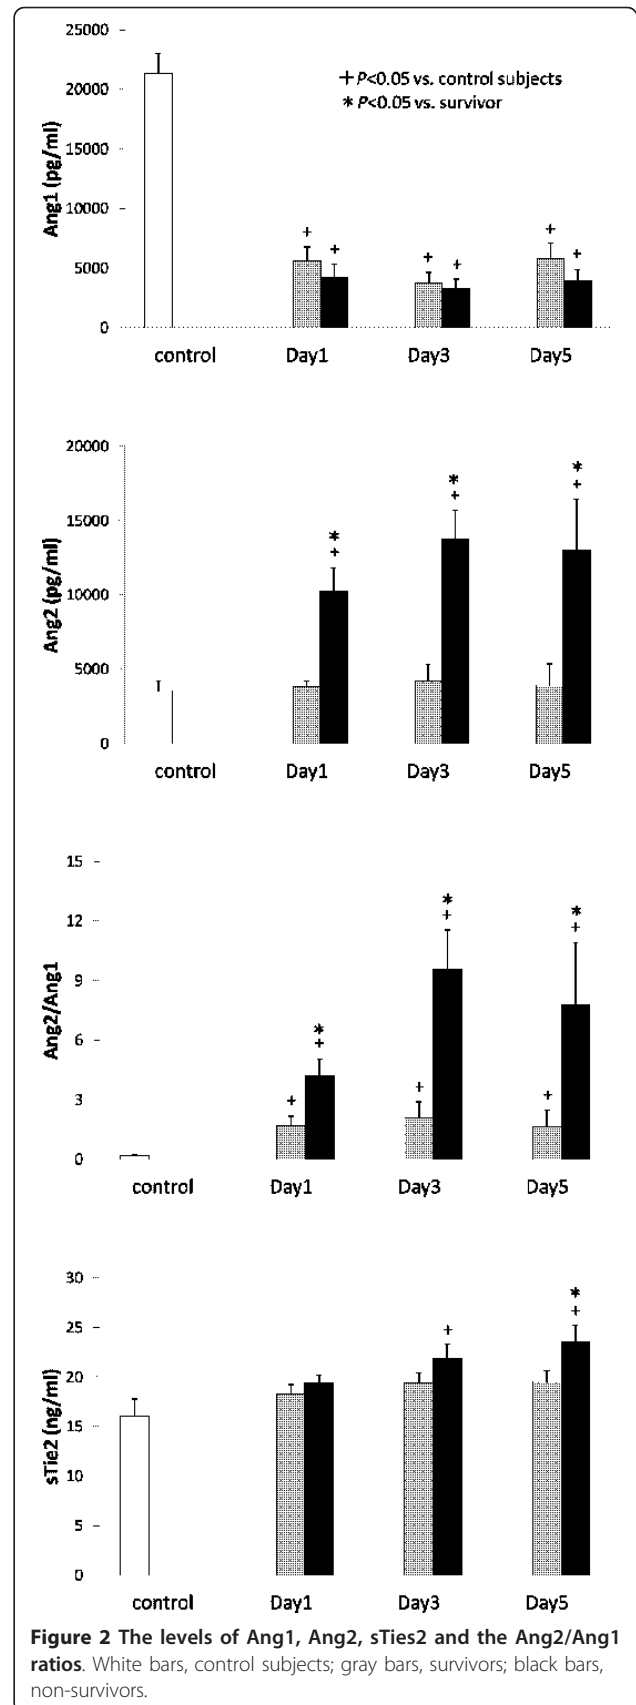 25000
20000
15000
10000
5000
0
Ang1 (pg/ml)
+ P<0.05 vs. control subjects
* P<0.05 vs. survivor
+ + + + + +
control Day1 Day3 Day5
20000
15000
10000
5000
0
Ang2 (pg/ml)
* * *
+ + +
control Day1 Day3 Day5
15
12
9
6
3
0
Ang2/Ang1
* * *
+ + + + + +
control Day1 Day3 Day5
30
25
20
15
10
5
0
sTie2 (ng/ml)
*
+ +
control Day1 Day3 Day5
Figure 2 The levels of Ang1, Ang2, sTies2 and the Ang2/Ang1
ratios. White bars, control subjects; gray bars, survivors; black bars,
non-survivors.